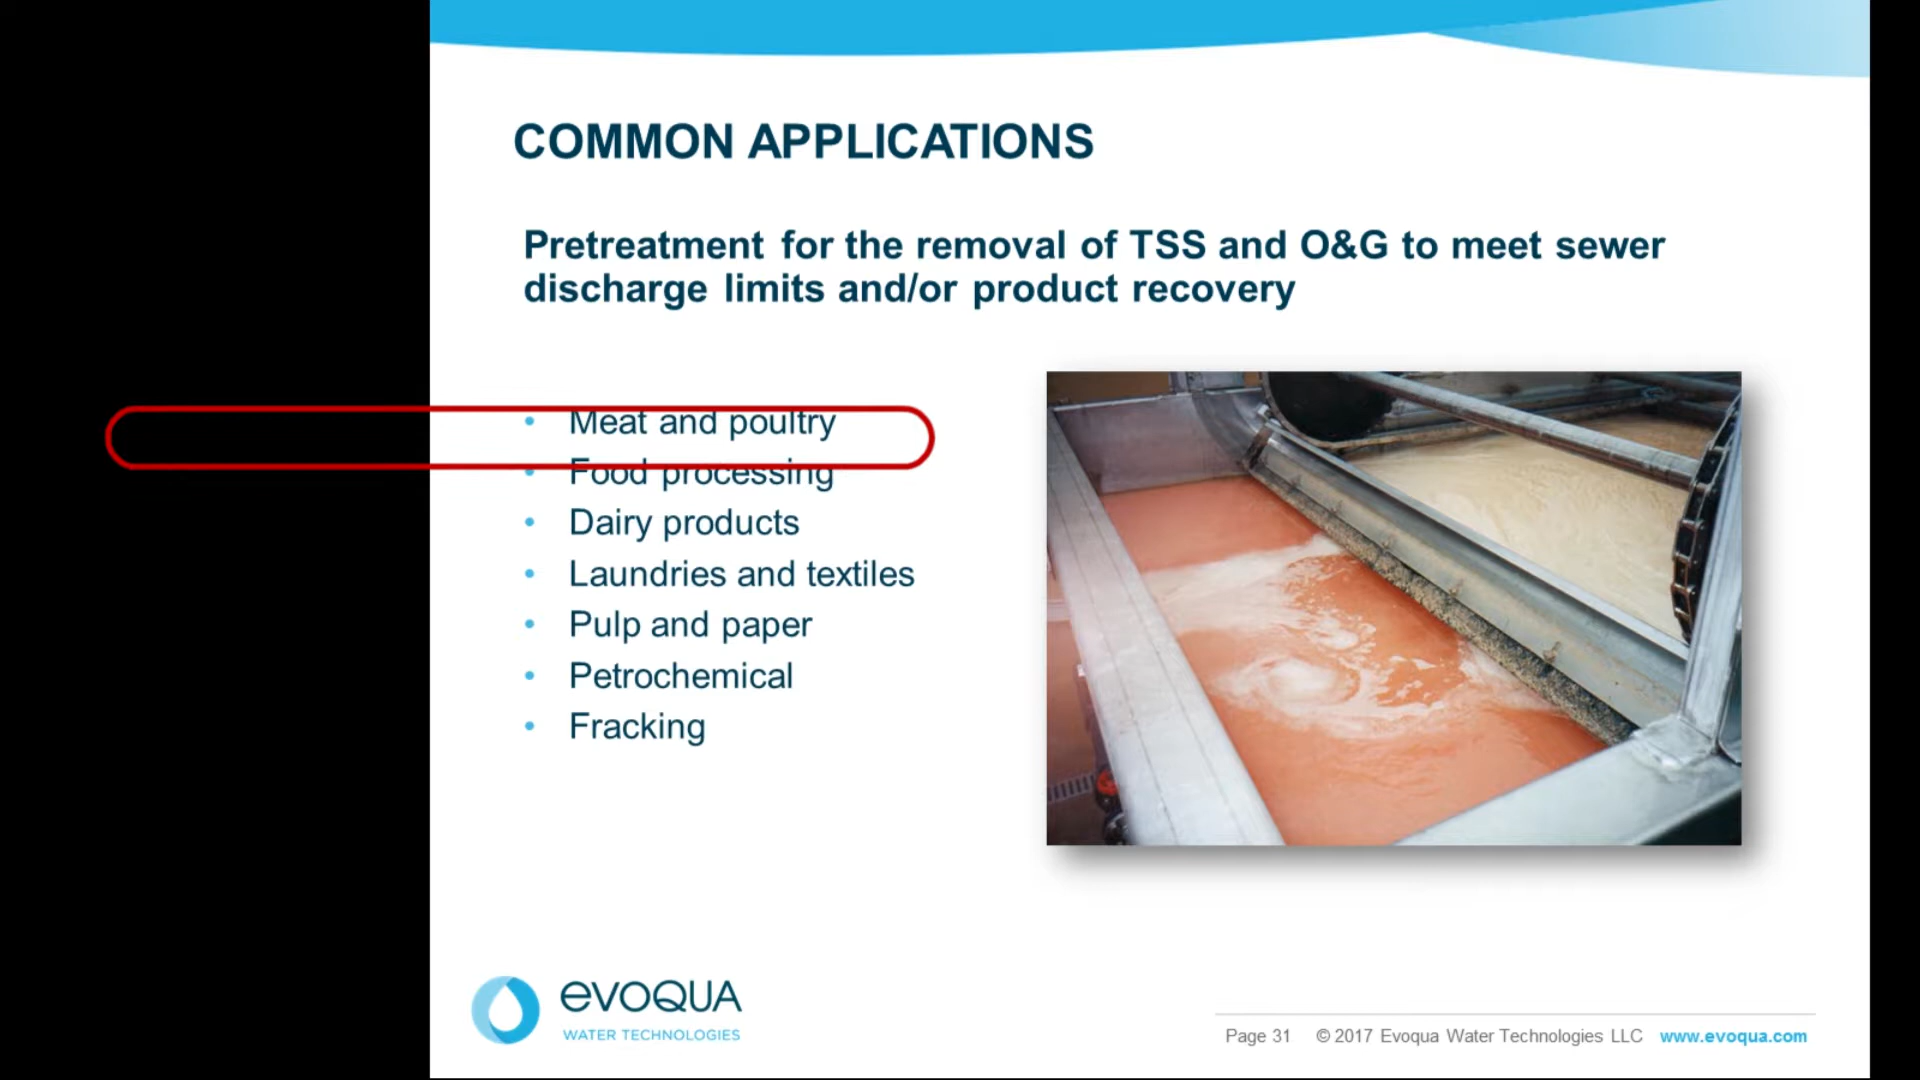 COMMON APPLICATIONS
Pretreatment for the removal of TSS and O&G to meet sewer
discharge limits and/or product recovery
• Meat and poultry
• Food processing
• Dairy products
• Laundries and textiles
• Pulp and paper
• Petrochemical
• Fracking
evoqua
WATER TECHNOLOGIES
Page 31 © 2017 Evoqua Water Technologies LLC www.evoqua.com